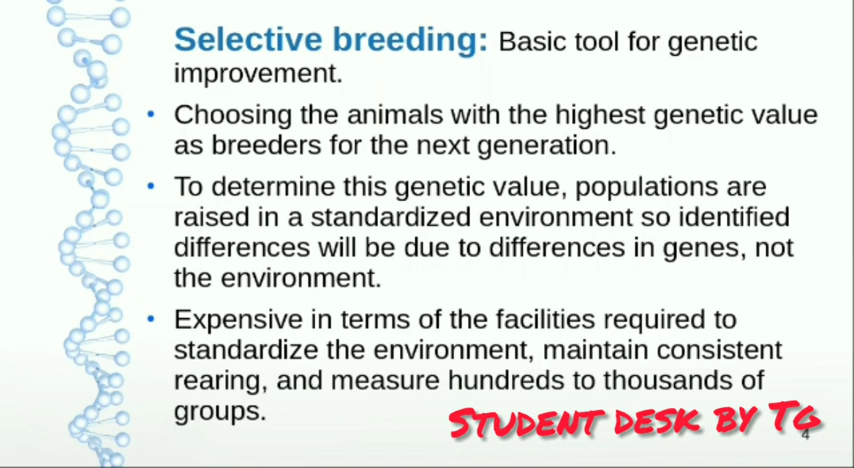 Selective breeding: Basic tool for genetic
improvement.
• Choosing the animals with the highest genetic value
as breeders for the next generation.
• To determine this genetic value, populations are
raised in a standardized environment so identified
differences will be due to differences in genes, not
the environment.
• Expensive in terms of the facilities required to
standardize the environment, maintain consistent
rearing, and measure hundreds to thousands of
groups.
STUDENT DESK BY TG
4